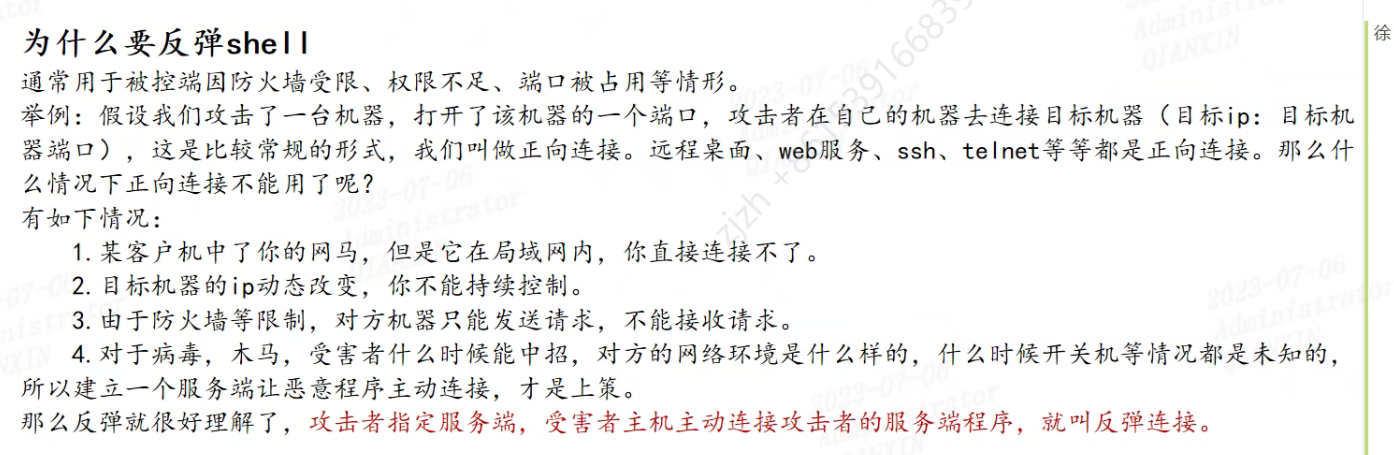 为什么要反弹shell
通常用于被控端因防火墙受限、权限不足、端口被占用等情形。
举例：假设我们攻击了一台机器，打开了该机器的一个端口，攻击者在自己的机器去连接目标机器（目标ip：目标机
器端口），这是比较常规的形式，我们叫做正向连接。远程桌面、web服务、ssh、telnet等等都是正向连接。那么什
么情况下正向连接不能用了呢？
有如下情况：
1.某客户机中了你的网马，但是它在局域网内，你直接连接不了。
2.目标机器的ip动态改变，你不能持续控制。
3.由于防火墙等限制，对方机器只能发送请求，不能接收请求。
4.对于病毒，木马，受害者什么时候能中招，对方的网络环境是什么样的，什么时候开关机等情况都是未知的，
所以建立一个服务端让恶意程序主动连接，才是上策。
那么反弹就很好理解了，攻击者指定服务端，受害者主机主动连接攻击者的服务端程序，就叫反弹连接。
徐
2023-07-06
Administrator
QIANXIN